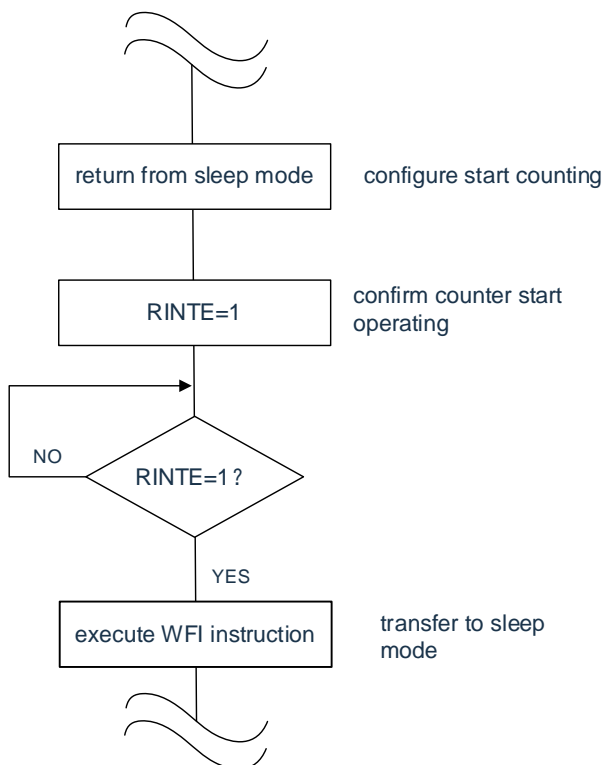 return from sleep mode
configure start counting
RINTE=1
confirm counter start
operating
NO
RINTE=1?
YES
execute WFI instruction
transfer to sleep
mode